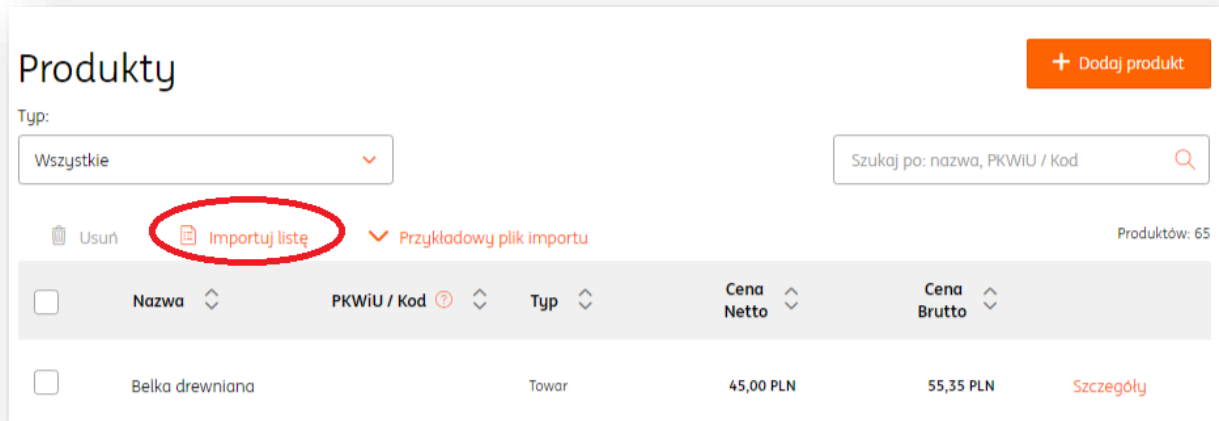 Produkty
+ Dodaj produkt
Typ:
Wszystkie
Szukaj po: nazwa, PKWiU / Kod
Usuń Importuj listę Przykładowy plik importu Produktów: 65
Nazwa PKWiU / Kod ? Typ Cena Netto Cena Brutto
Belka drewniana Towar 45,00 PLN 55,35 PLN Szczegóły